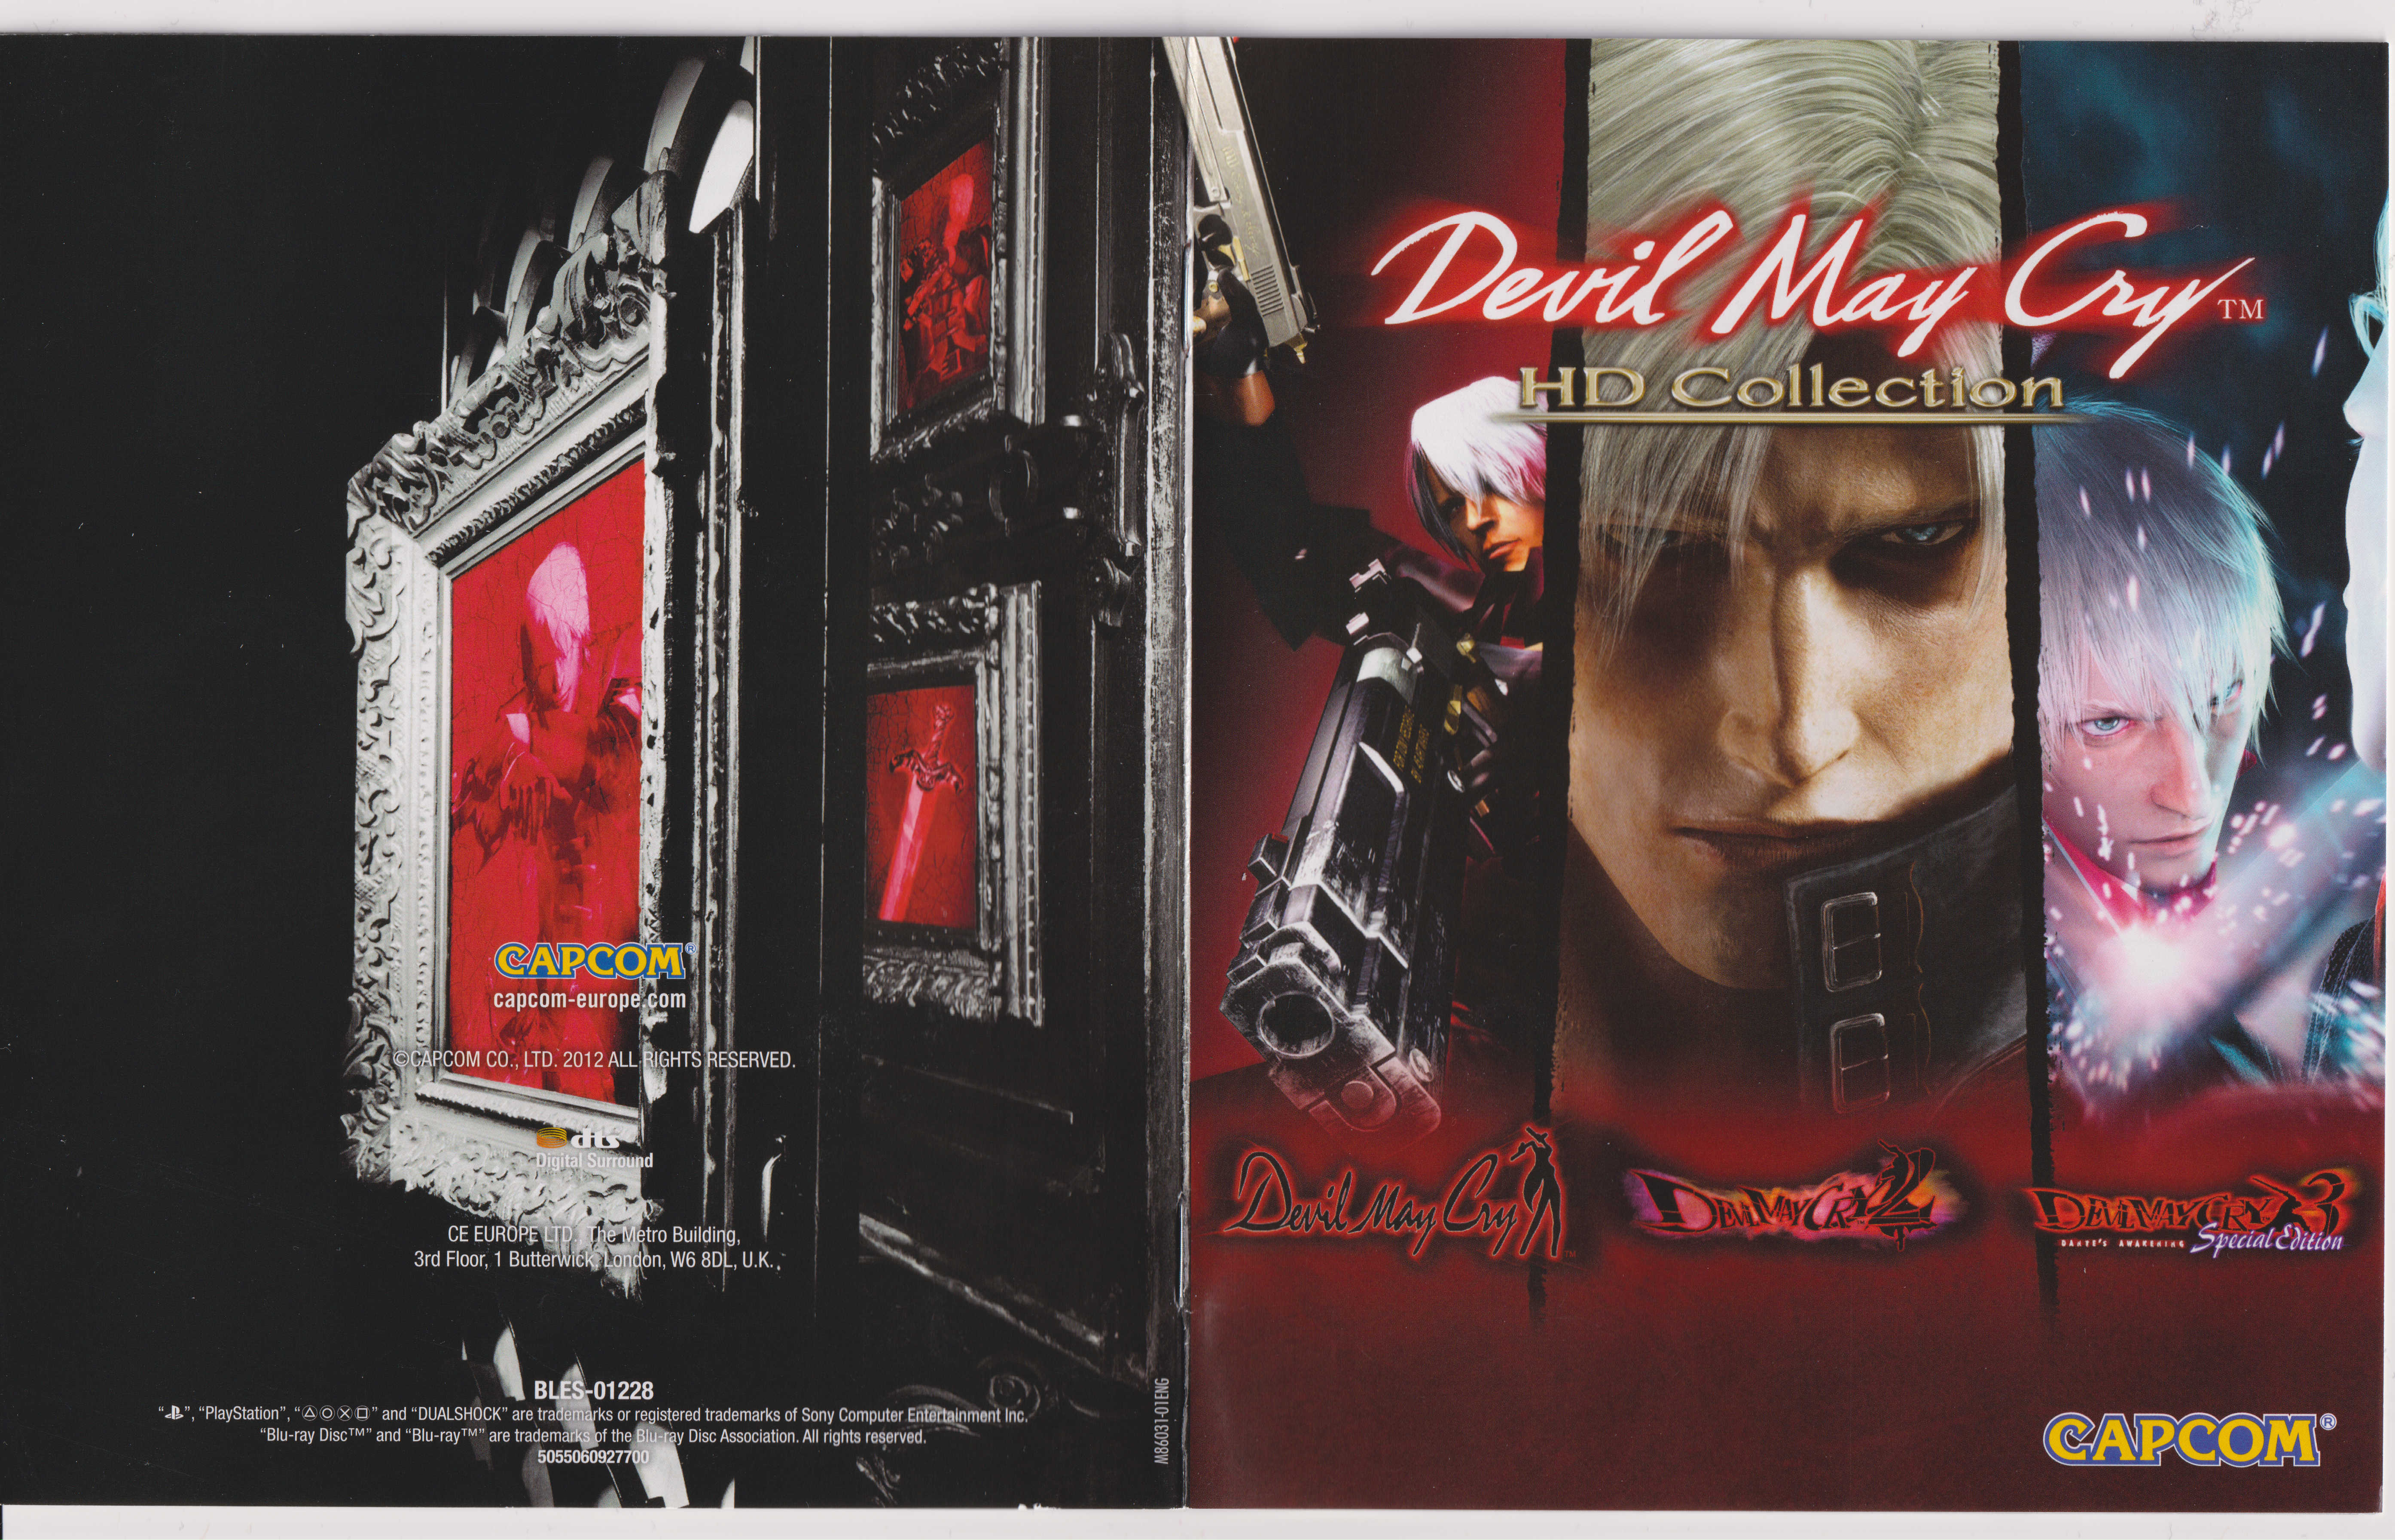 CAPCOM®
capcom-europe.com
©CAPCOM CO., LTD. 2012 ALL RIGHTS RESERVED.
dts
Digital Surround
CE EUROPE LTD. The Metro Building,
3rd Floor, 1 Butterwick, London, W6 8DL, U.K.
BLES-01228
“ ”, “PlayStation”, “△○✕□” and “DUALSHOCK” are trademarks or registered trademarks of Sony Computer Entertainment Inc.
“Blu-ray Disc™” and “Blu-ray™” are trademarks of the Blu-ray Disc Association. All rights reserved.
5055060927700
M86031-01ENG
Devil May Cry™
HD Collection
Devil May Cry™
DEVIL MAY CRY 2
DEVIL MAY CRY 3
DANTE'S AWAKENING Special Edition
CAPCOM®